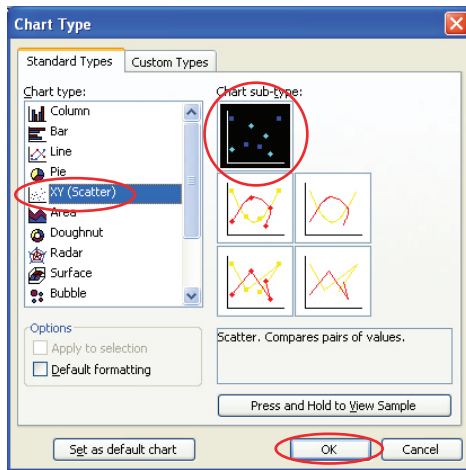 Chart Type
Standard Types
Custom Types
Chart type:
Chart sub-type:
Column
Bar
Line
Pie
XY (Scatter)
Area
Doughnut
Radar
Surface
Bubble
Options
Apply to selection
Default formatting
Scatter. Compares pairs of values.
Press and Hold to View Sample
Set as default chart
OK
Cancel